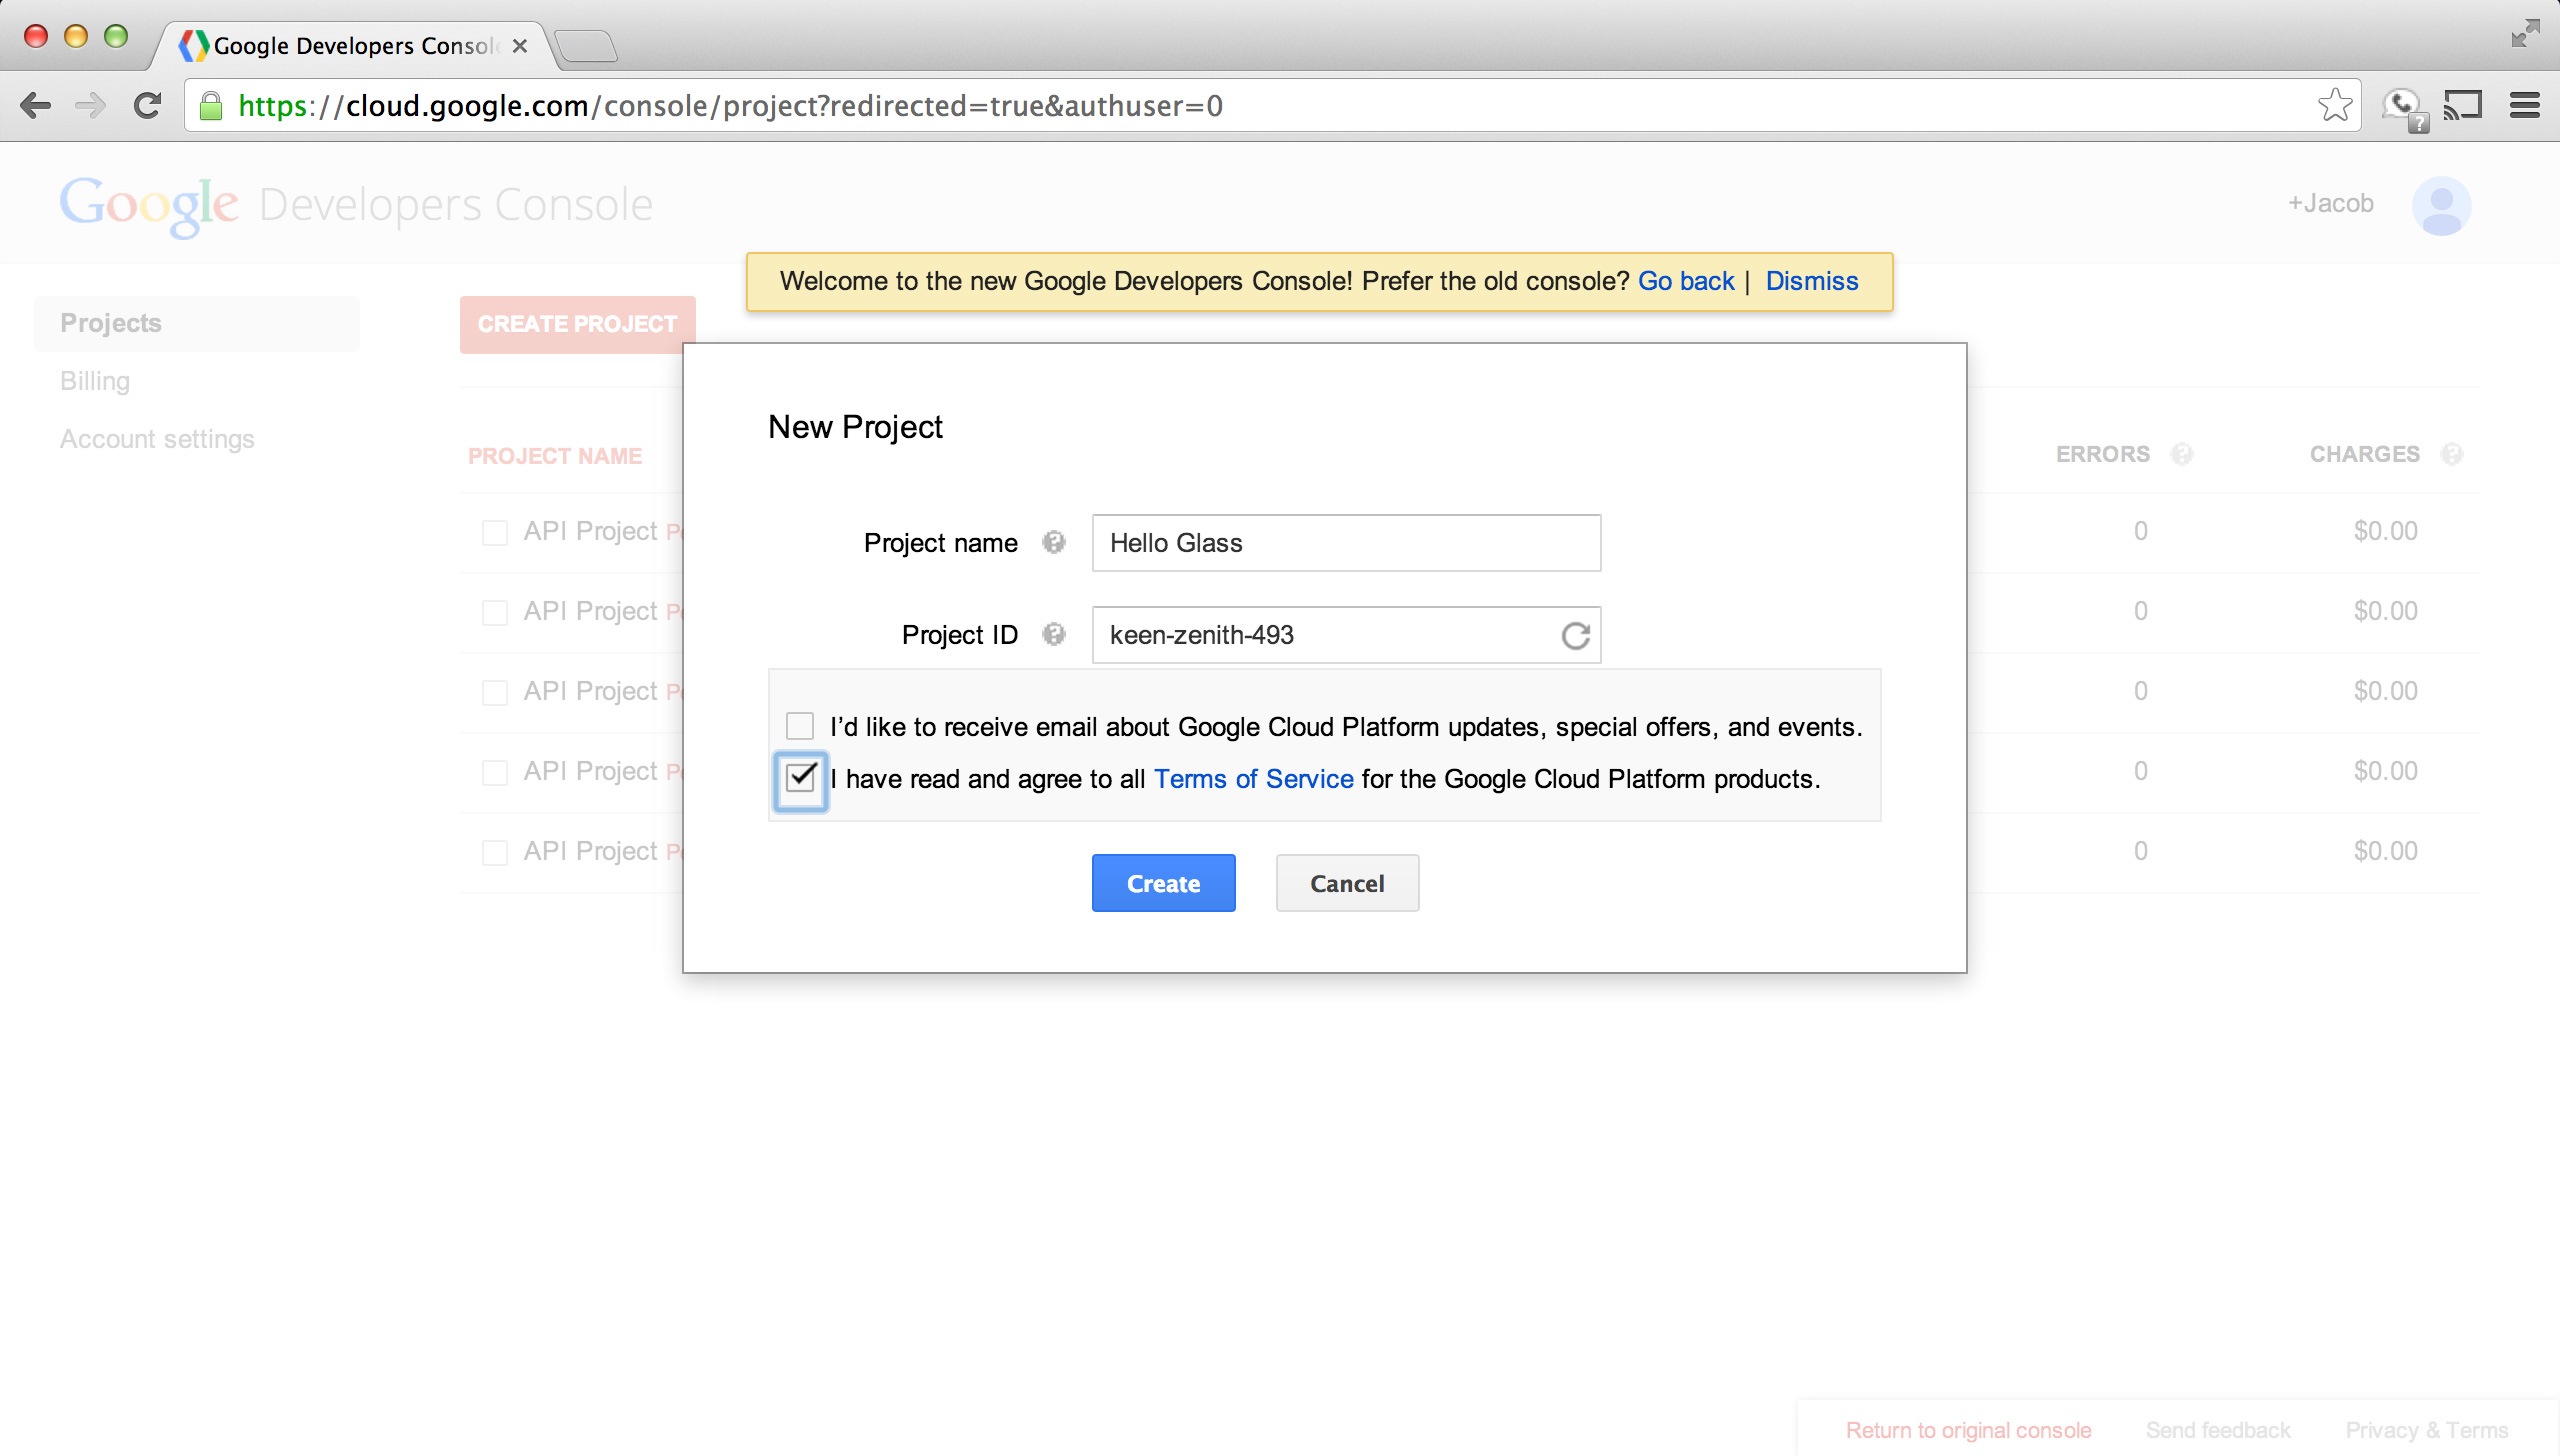 Google Developers Consol
https://cloud.google.com/console/project?redirected=true&authuser=0
Google Developers Console
+Jacob
Welcome to the new Google Developers Console! Prefer the old console? Go back | Dismiss
Projects
Billing
Account settings
CREATE PROJECT
New Project
PROJECT NAME
ERRORS ?
CHARGES ?
Project name ? Hello Glass
Project ID ? keen-zenith-493
I’d like to receive email about Google Cloud Platform updates, special offers, and events.
I have read and agree to all Terms of Service for the Google Cloud Platform products.
Create
Cancel
API Project
0 $0.00
API Project
0 $0.00
API Project
0 $0.00
API Project
0 $0.00
API Project
0 $0.00
Return to original console
Send feedback
Privacy & Terms